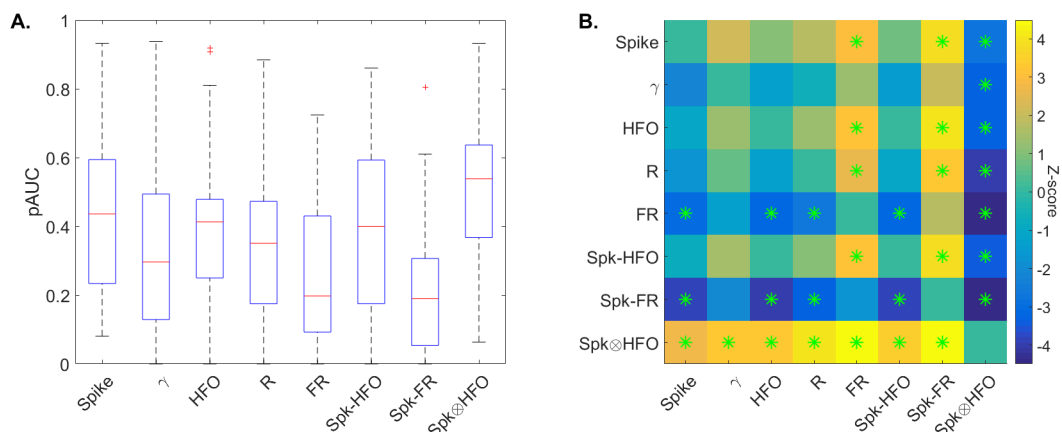 A.
pAUC
1
0.8
0.6
0.4
0.2
0
Spike
γ
HFO
R
FR
Spk-HFO
Spk-FR
Spk⊗HFO
B.
Spike
γ
HFO
R
FR
Spk-HFO
Spk-FR
Spk⊗HFO
Spike
γ
HFO
R
FR
Spk-HFO
Spk-FR
Spk⊗HFO
4
3
2
1
0
-1
-2
-3
-4
Z-score